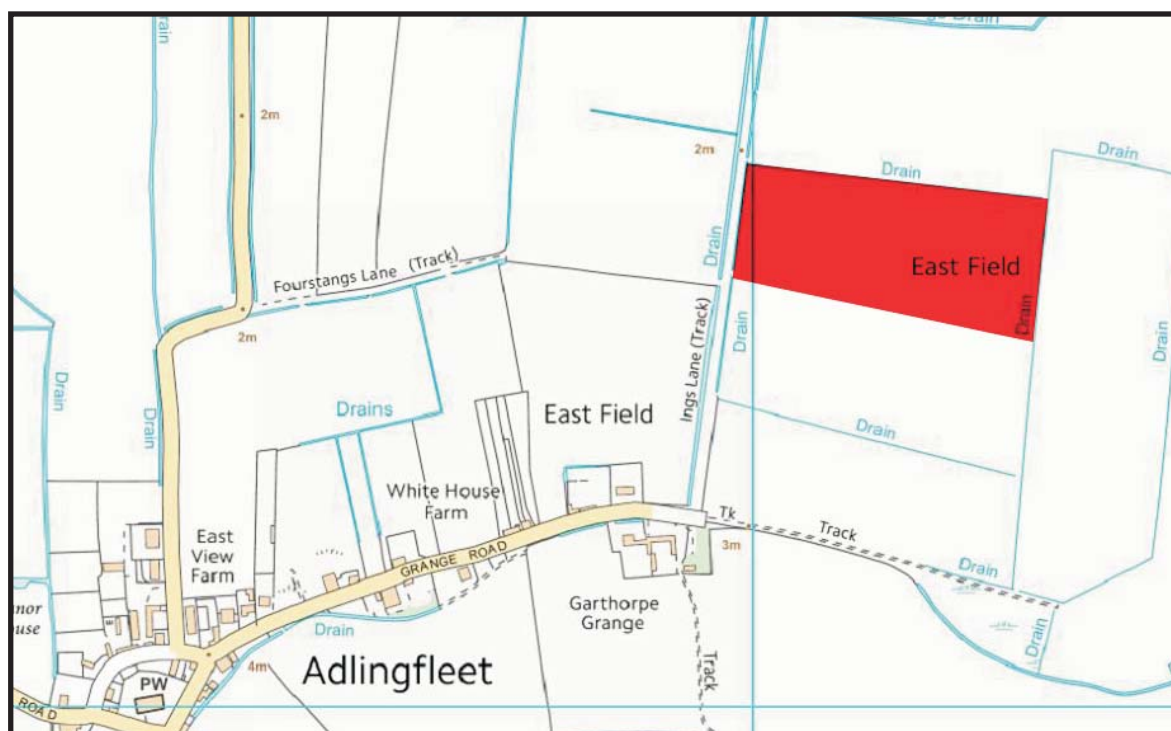 Drain
2m
2m
Drain
Drain
Drain
Fourstangs Lane (Track)
East Field
Drain
Drain
2m
Ings Lane (Track)
Drain
Drain
Drain
Drain
Drains
East Field
Drain
White House
Farm
East
View
Farm
GRANGE ROAD
Tk
Track
3m
Drain
Garthorpe
Grange
Drain
Drain
Track
Adlingfleet
4m
PW
ROAD